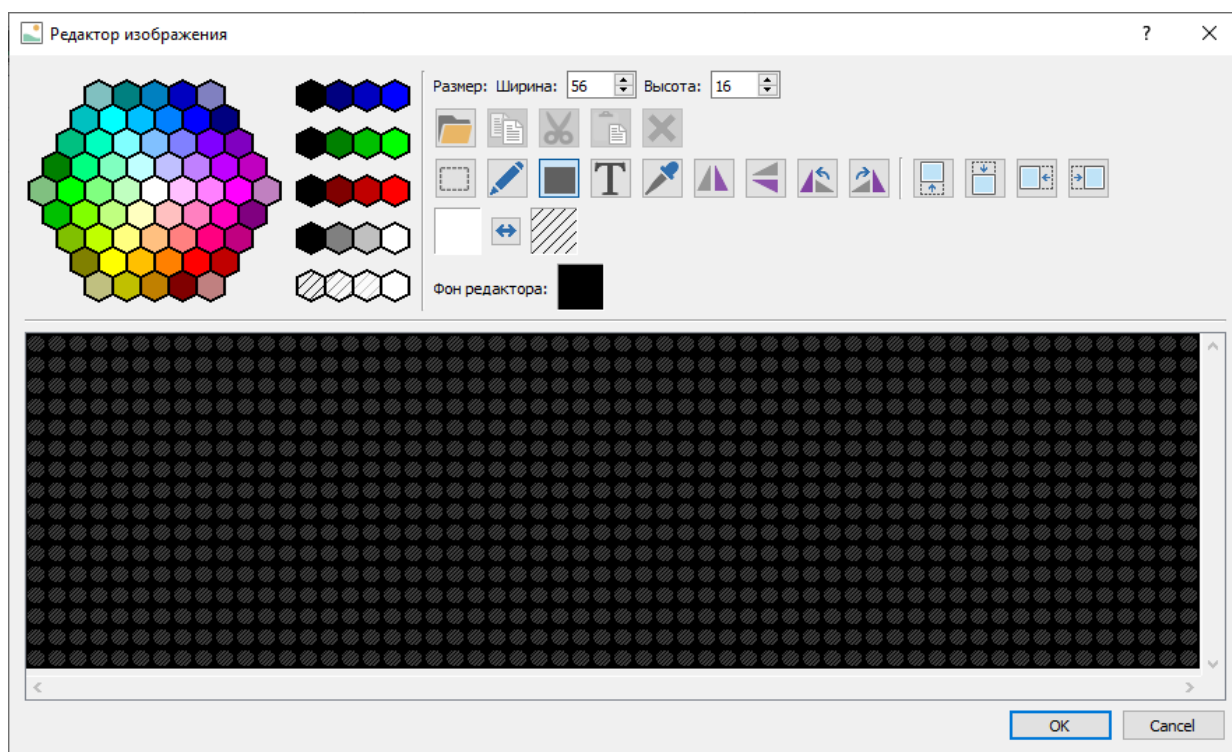 Редактор изображения
Размер: Ширина: 56 Высота: 16
T
Фон редактора:
OK Cancel